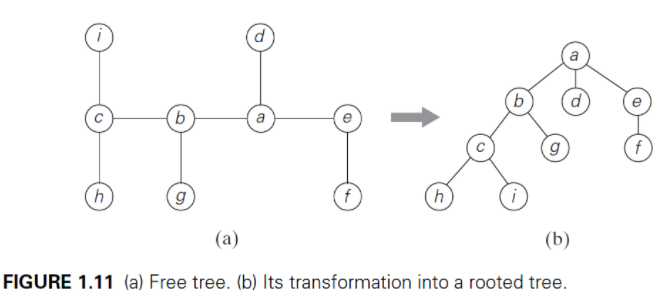 i d
c b a e
h g f
(a)
a
b d e
c g f
h i
(b)
FIGURE 1.11 (a) Free tree. (b) Its transformation into a rooted tree.